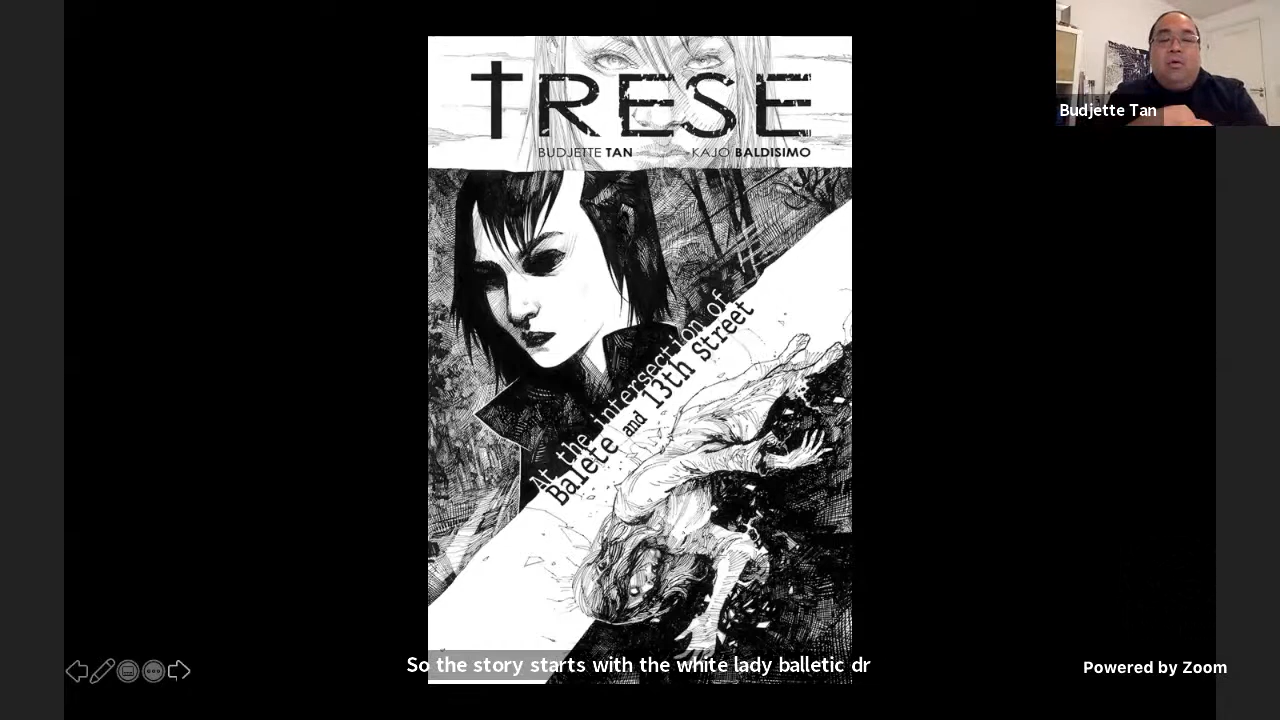 Budjette Tan
TRESE
BUDJETTE TAN KAJO BALDISIMO
At the intersection of
Balete and 13th Street
So the story starts with the white lady balletic dr
Powered by Zoom